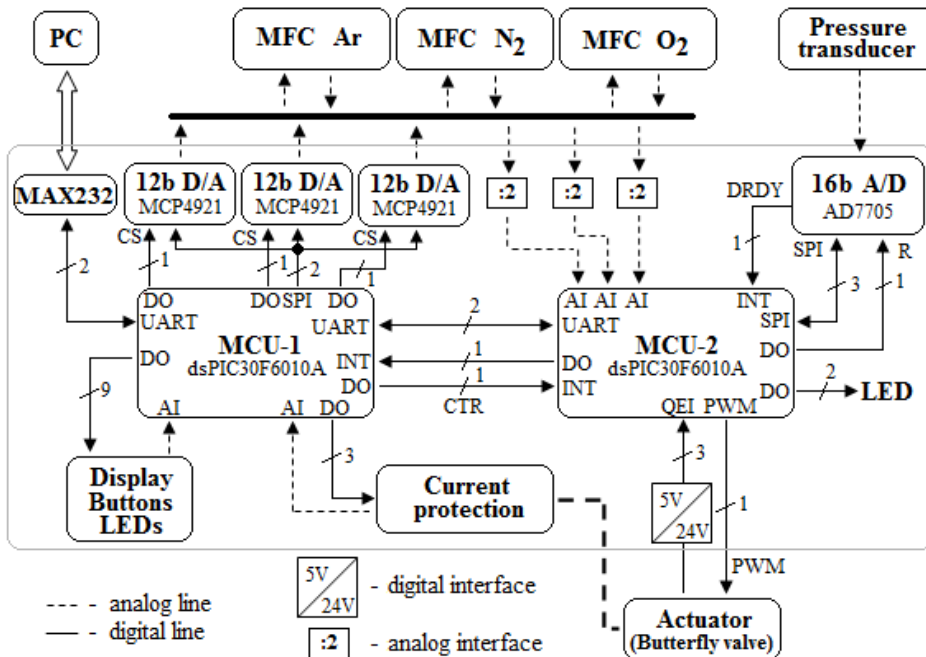 PC
MFC Ar
MFC N2
MFC O2
Pressure
transducer
MAX232
12b D/A
MCP4921
12b D/A
MCP4921
12b D/A
MCP4921
:2
:2
:2
16b A/D
AD7705
DRDY
CS
CS
CS
SPI
R
2
1
1
2
1
1
3
1
DO
DO SPI
DO
UART
UART
MCU-1
dsPIC30F6010A
DO
INT
DO
AI
AI
DO
2
1
1
CTR
AI AI AI
INT
UART
SPI
MCU-2
dsPIC30F6010A
DO
DO
INT
DO
QEI PWM
2
LED
9
3
3
1
Display
Buttons
LEDs
Current
protection
5V
24V
PWM
Actuator
(Butterfly valve)
5V
24V
- digital interface
- analog line
- digital line
:2
- analog interface